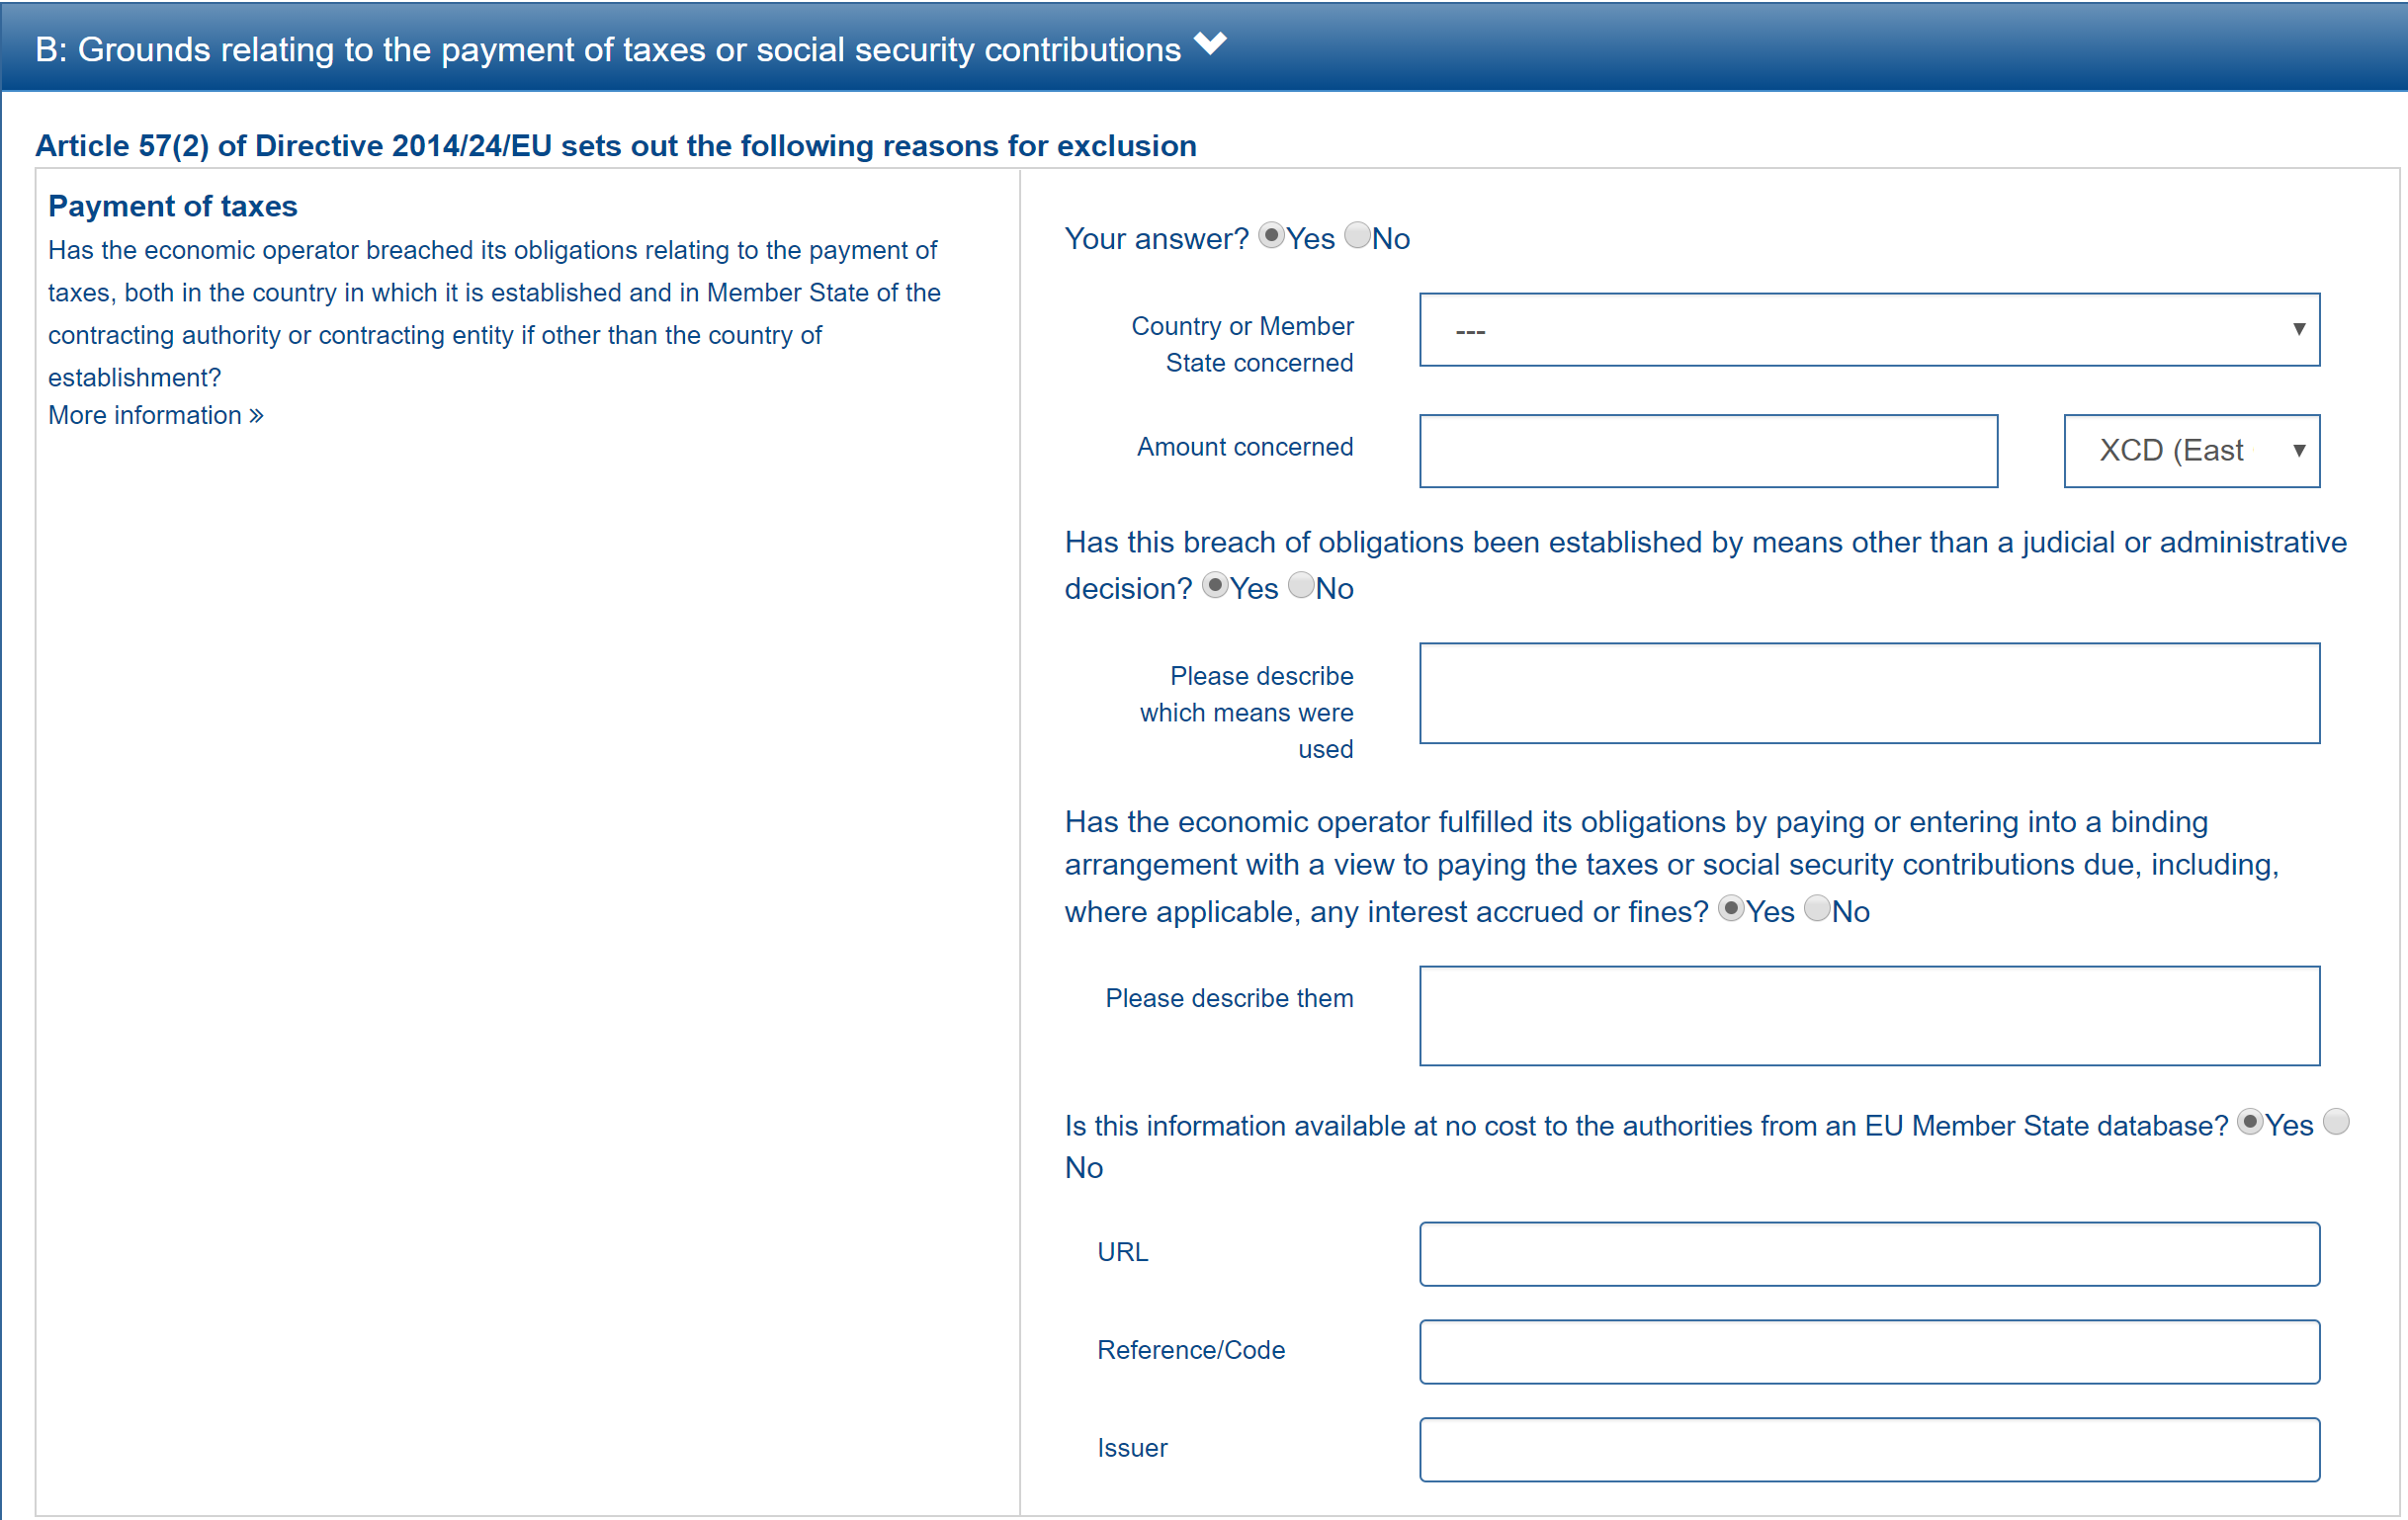 B: Grounds relating to the payment of taxes or social security contributions
Article 57(2) of Directive 2014/24/EU sets out the following reasons for exclusion
Payment of taxes
Has the economic operator breached its obligations relating to the payment of
taxes, both in the country in which it is established and in Member State of the
contracting authority or contracting entity if other than the country of
establishment?
More information »
Your answer? Yes No
Country or Member
State concerned
---
Amount concerned
XCD (East
Has this breach of obligations been established by means other than a judicial or administrative
decision? Yes No
Please describe
which means were
used
Has the economic operator fulfilled its obligations by paying or entering into a binding
arrangement with a view to paying the taxes or social security contributions due, including,
where applicable, any interest accrued or fines? Yes No
Please describe them
Is this information available at no cost to the authorities from an EU Member State database? Yes
No
URL
Reference/Code
Issuer